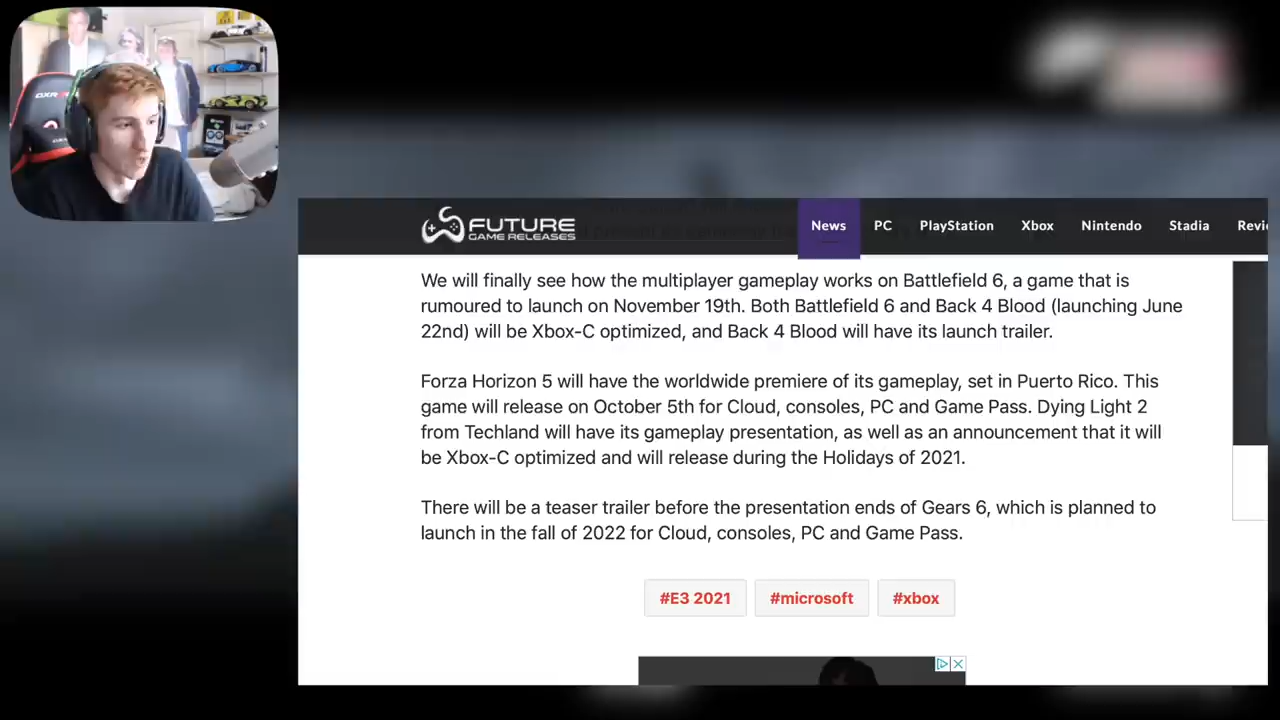 FUTURE
GAME RELEASES
News PC PlayStation Xbox Nintendo Stadia
We will finally see how the multiplayer gameplay works on Battlefield 6, a game that is
rumoured to launch on November 19th. Both Battlefield 6 and Back 4 Blood (launching June
22nd) will be Xbox-C optimized, and Back 4 Blood will have its launch trailer.
Forza Horizon 5 will have the worldwide premiere of its gameplay, set in Puerto Rico. This
game will release on October 5th for Cloud, consoles, PC and Game Pass. Dying Light 2
from Techland will have its gameplay presentation, as well as an announcement that it will
be Xbox-C optimized and will release during the Holidays of 2021.
There will be a teaser trailer before the presentation ends of Gears 6, which is planned to
launch in the fall of 2022 for Cloud, consoles, PC and Game Pass.
#E3 2021 #microsoft #xbox